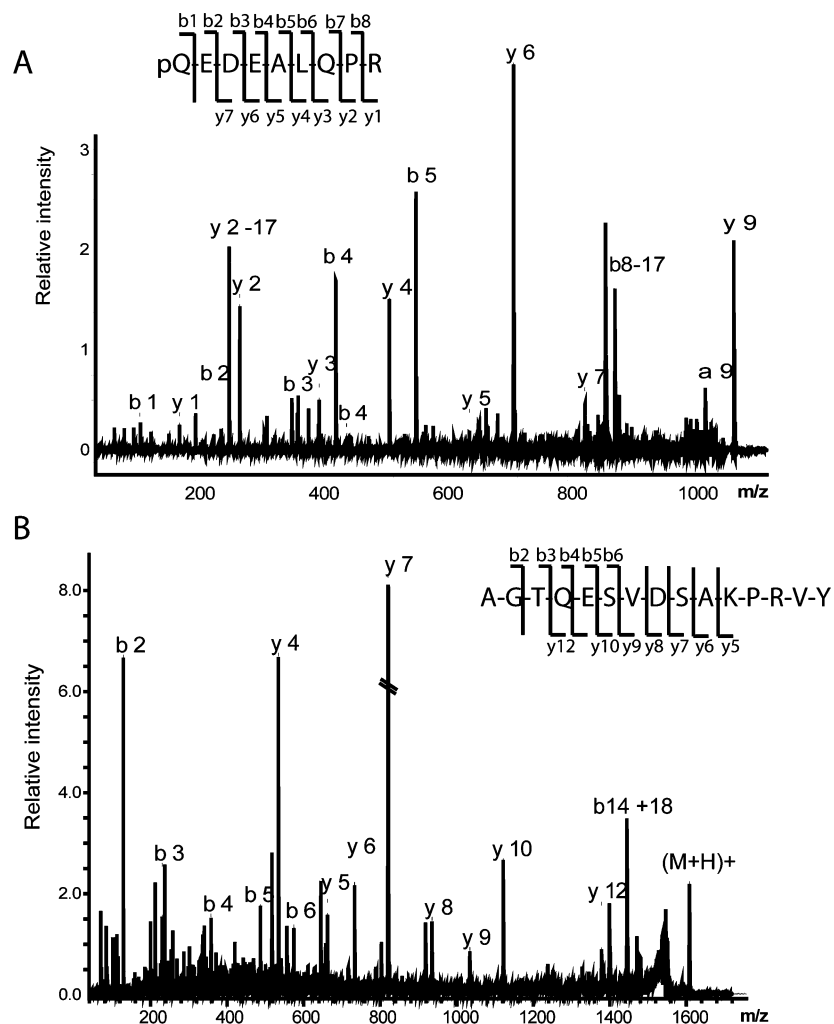 A
b1 b2 b3 b4 b5 b6 b7 b8
pQ-E-D-E-A-L-Q-P-R
y7 y6 y5 y4 y3 y2 y1
Relative intensity
3
2
1
0
y 6
b 5
y 2 -17
y 2
b 4
y 4
y 9
b8-17
b 2
b 3
y 3
b 4
b 1
y 1
y 5
y 7
a 9
200 400 600 800 1000 m/z
B
b2 b3 b4 b5 b6
A-G-T-Q-E-S-V-D-S-A-K-P-R-V-Y
y12 y10 y9 y8 y7 y6 y5
Relative intensity
8.0
6.0
4.0
2.0
0.0
y 7
b 2
y 4
b14 +18
b 3
y 6
y 10
(M+H)+
b 4
b 5
b 6
y 5
y 8
y 9
y 12
200 400 600 800 1000 1200 1400 1600 m/z